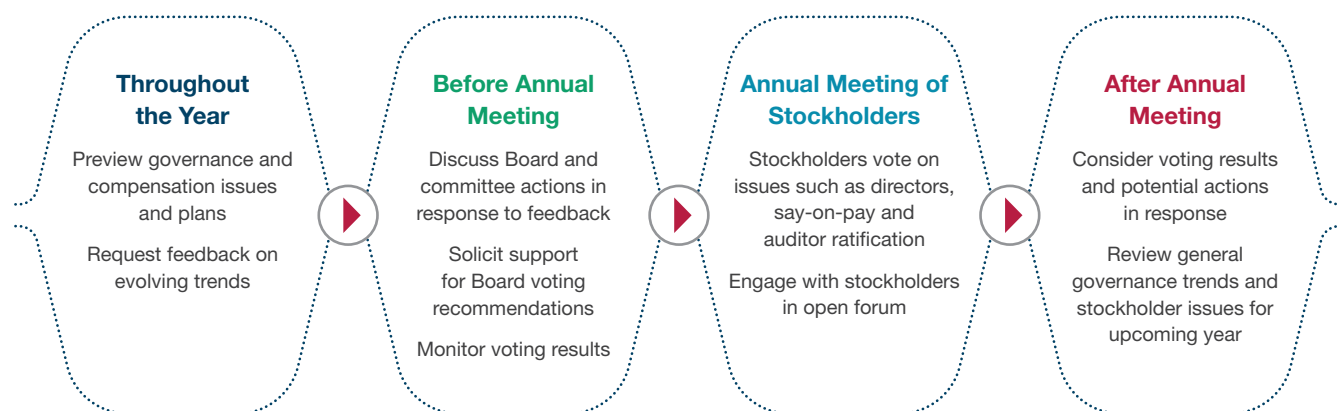 Throughout
the Year
Preview governance and
compensation issues
and plans
Request feedback on
evolving trends
Before Annual
Meeting
Discuss Board and
committee actions in
response to feedback
Solicit support
for Board voting
recommendations
Monitor voting results
Annual Meeting of
Stockholders
Stockholders vote on
issues such as directors,
say-on-pay and
auditor ratification
Engage with stockholders
in open forum
After Annual
Meeting
Consider voting results
and potential actions
in response
Review general
governance trends and
stockholder issues for
upcoming year